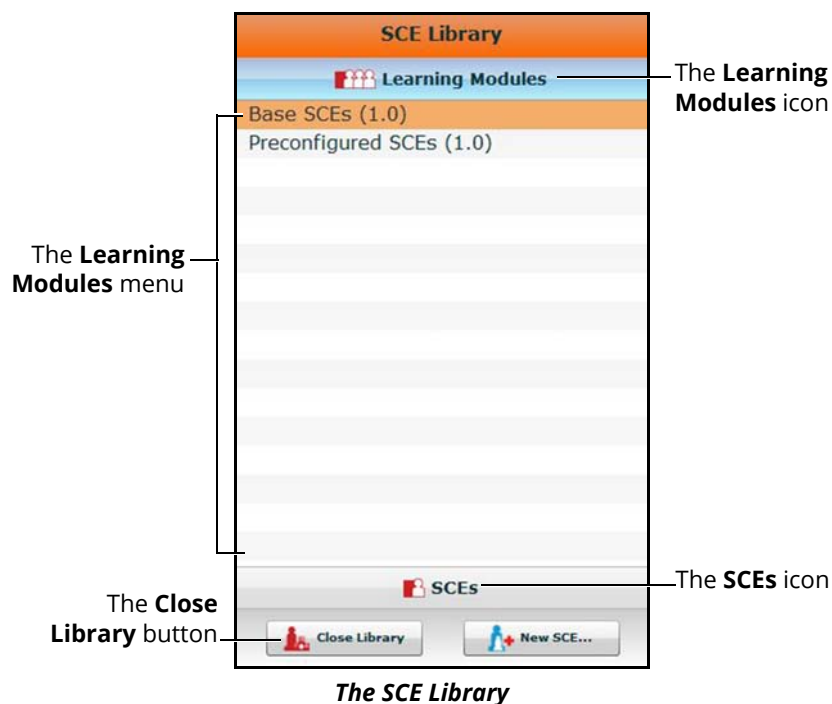 SCE Library
Learning Modules
The Learning
Modules icon
Base SCEs (1.0)
Preconfigured SCEs (1.0)
The Learning
Modules menu
SCEs
The SCEs icon
The Close
Library button
Close Library
New SCE...
The SCE Library